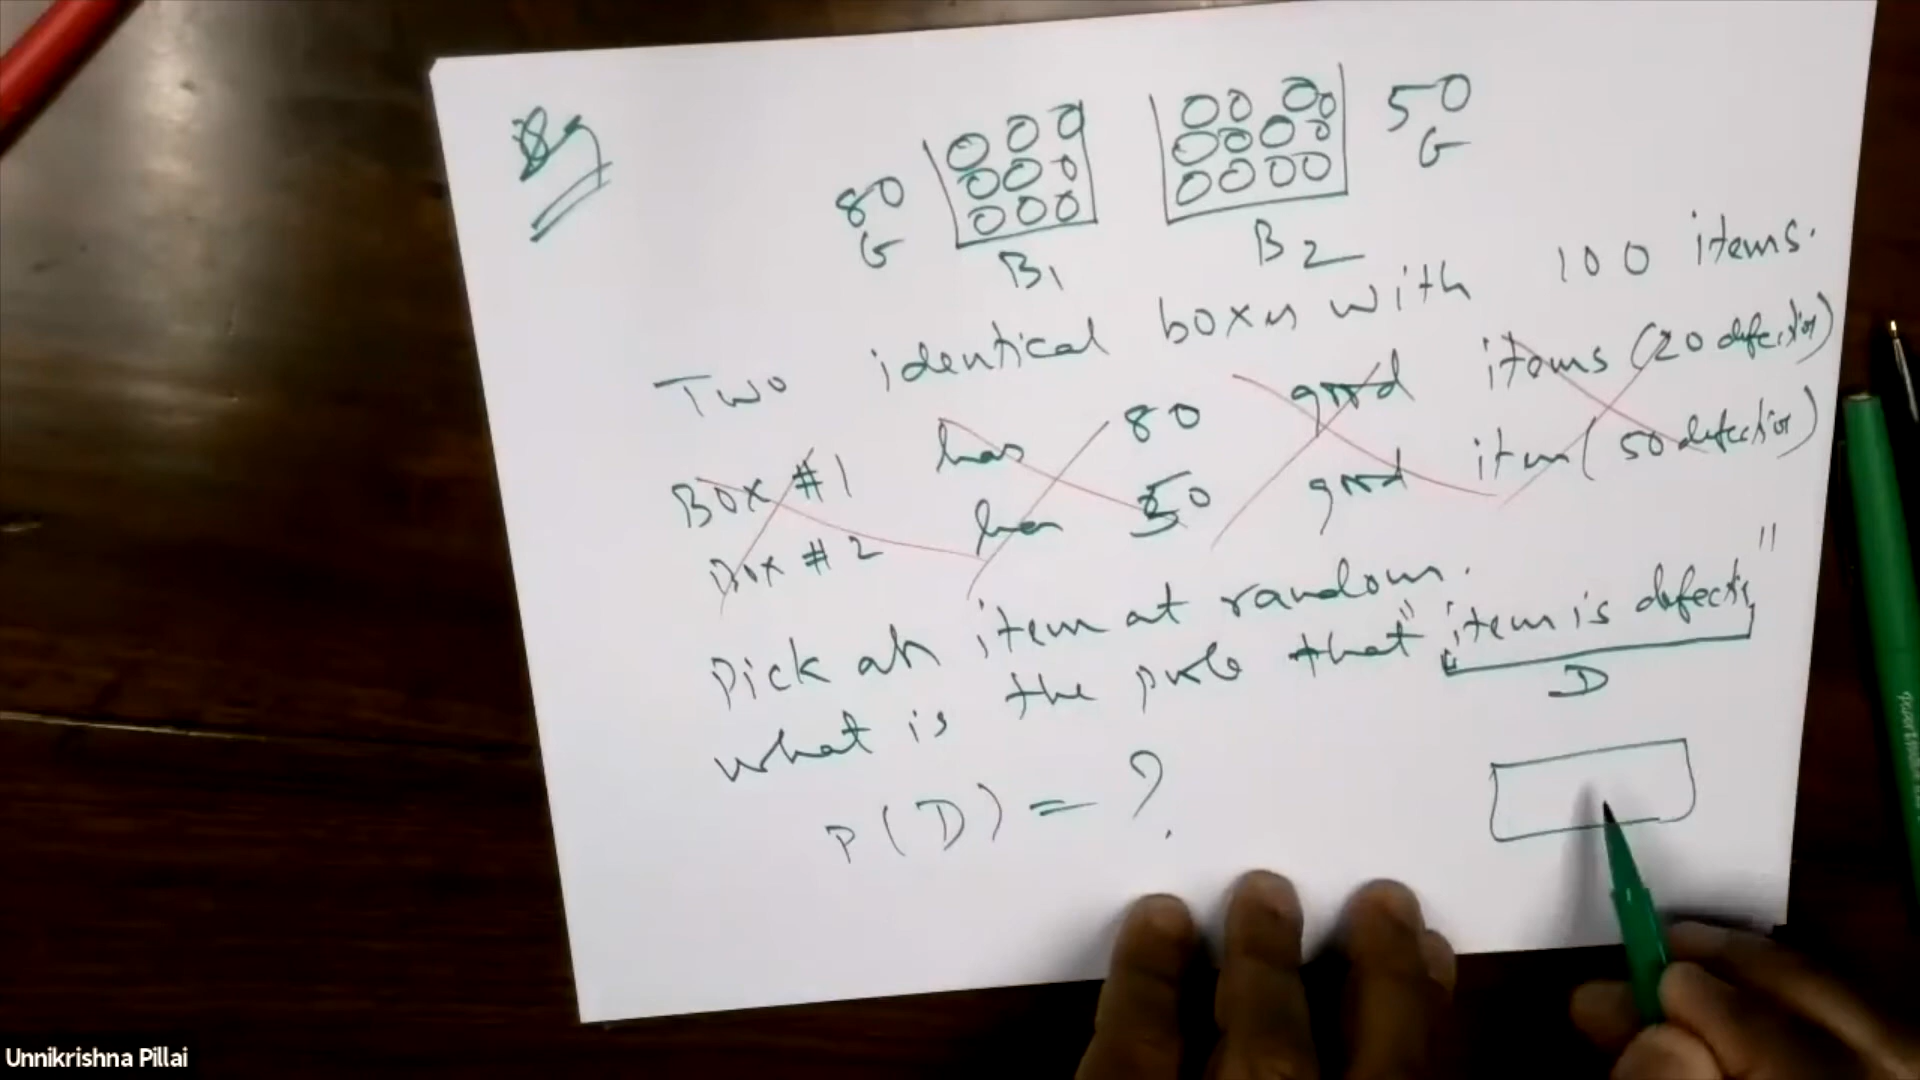 Eg
80
G
B1
B2
50
G
Two identical boxes with 100 items.
Box #1 has 80 good items (20 defective)
Box #2 has 50 good item (50 defective)
Pick an item at random.
what is the prob that "item is defective"
D
P(D) = ?
Unnikrishna Pillai